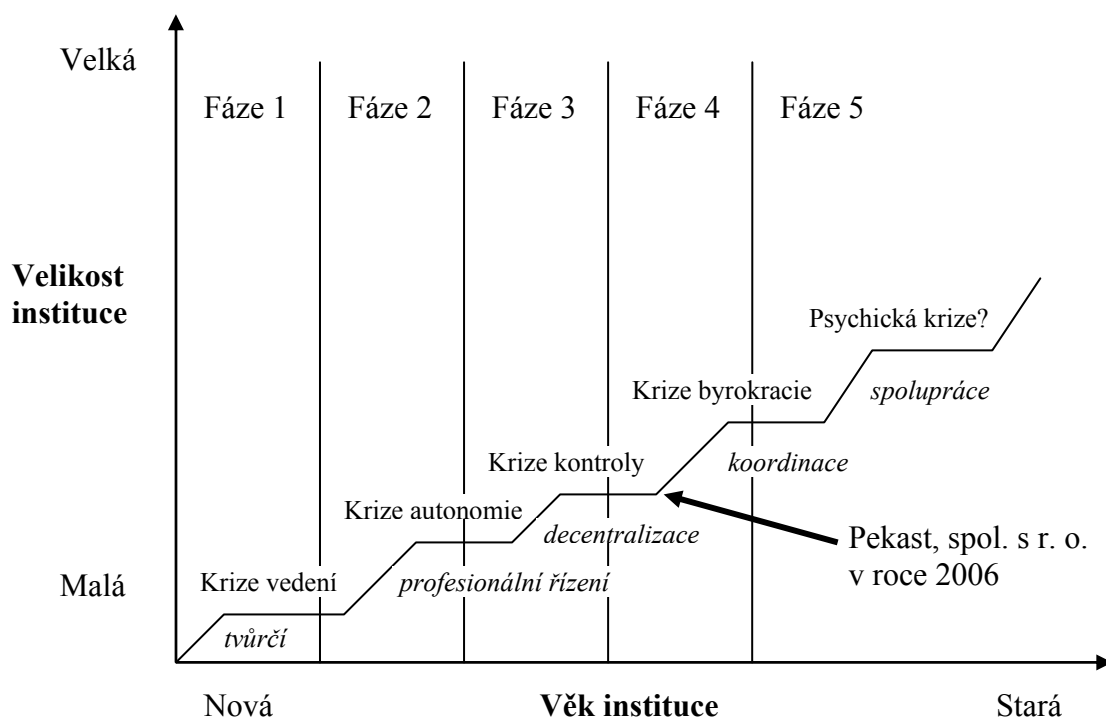 Velká
Fáze 1
Fáze 2
Fáze 3
Fáze 4
Fáze 5
Velikost
instituce
Psychická krize?
Krize byrokracie
spolupráce
Krize kontroly
koordinace
Krize autonomie
decentralizace
Pekast, spol. s r. o.
v roce 2006
Malá
Krize vedení
profesionální řízení
tvůrčí
Nová
Věk instituce
Stará